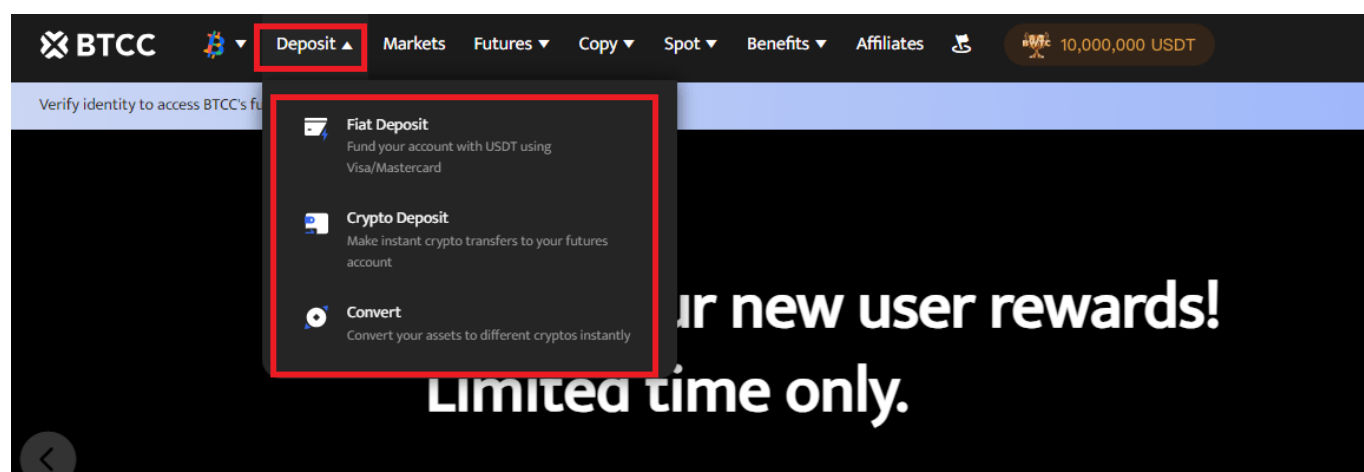 BTCC
Deposit
Markets
Futures
Copy
Spot
Benefits
Affiliates
10,000,000 USDT
Verify identity to access BTCC's
Fiat Deposit
Fund your account with USDT using
Visa/Mastercard
Crypto Deposit
Make instant crypto transfers to your futures
account
Convert
Convert your assets to different cryptos instantly
new user rewards!
Limited time only.